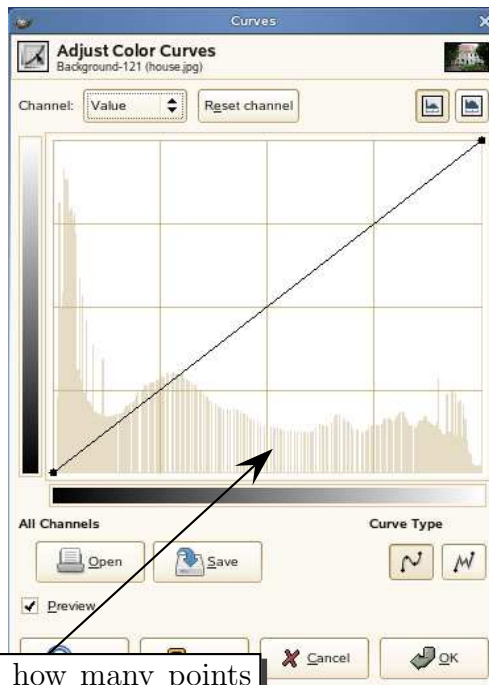 Curves
Adjust Color Curves
Background-121 (house.jpg)
Channel: Value Reset channel
All Channels Curve Type
Open Save
Preview
Cancel OK
how many points